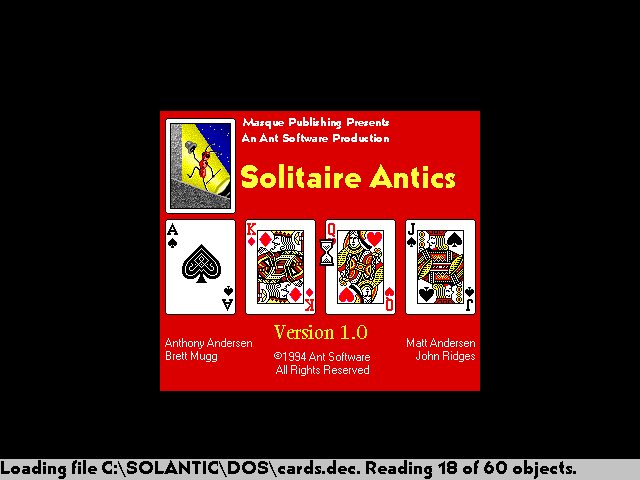 Masque Publishing Presents
An Ant Software Production
Solitaire Antics
A
K
Q
J
A
K
Q
J
Version 1.0
Anthony Andersen
Brett Mugg
©1994 Ant Software
All Rights Reserved
Matt Andersen
John Ridges
Loading file C:\SOLANTIC\DOS\cards.dec. Reading 18 of 60 objects.